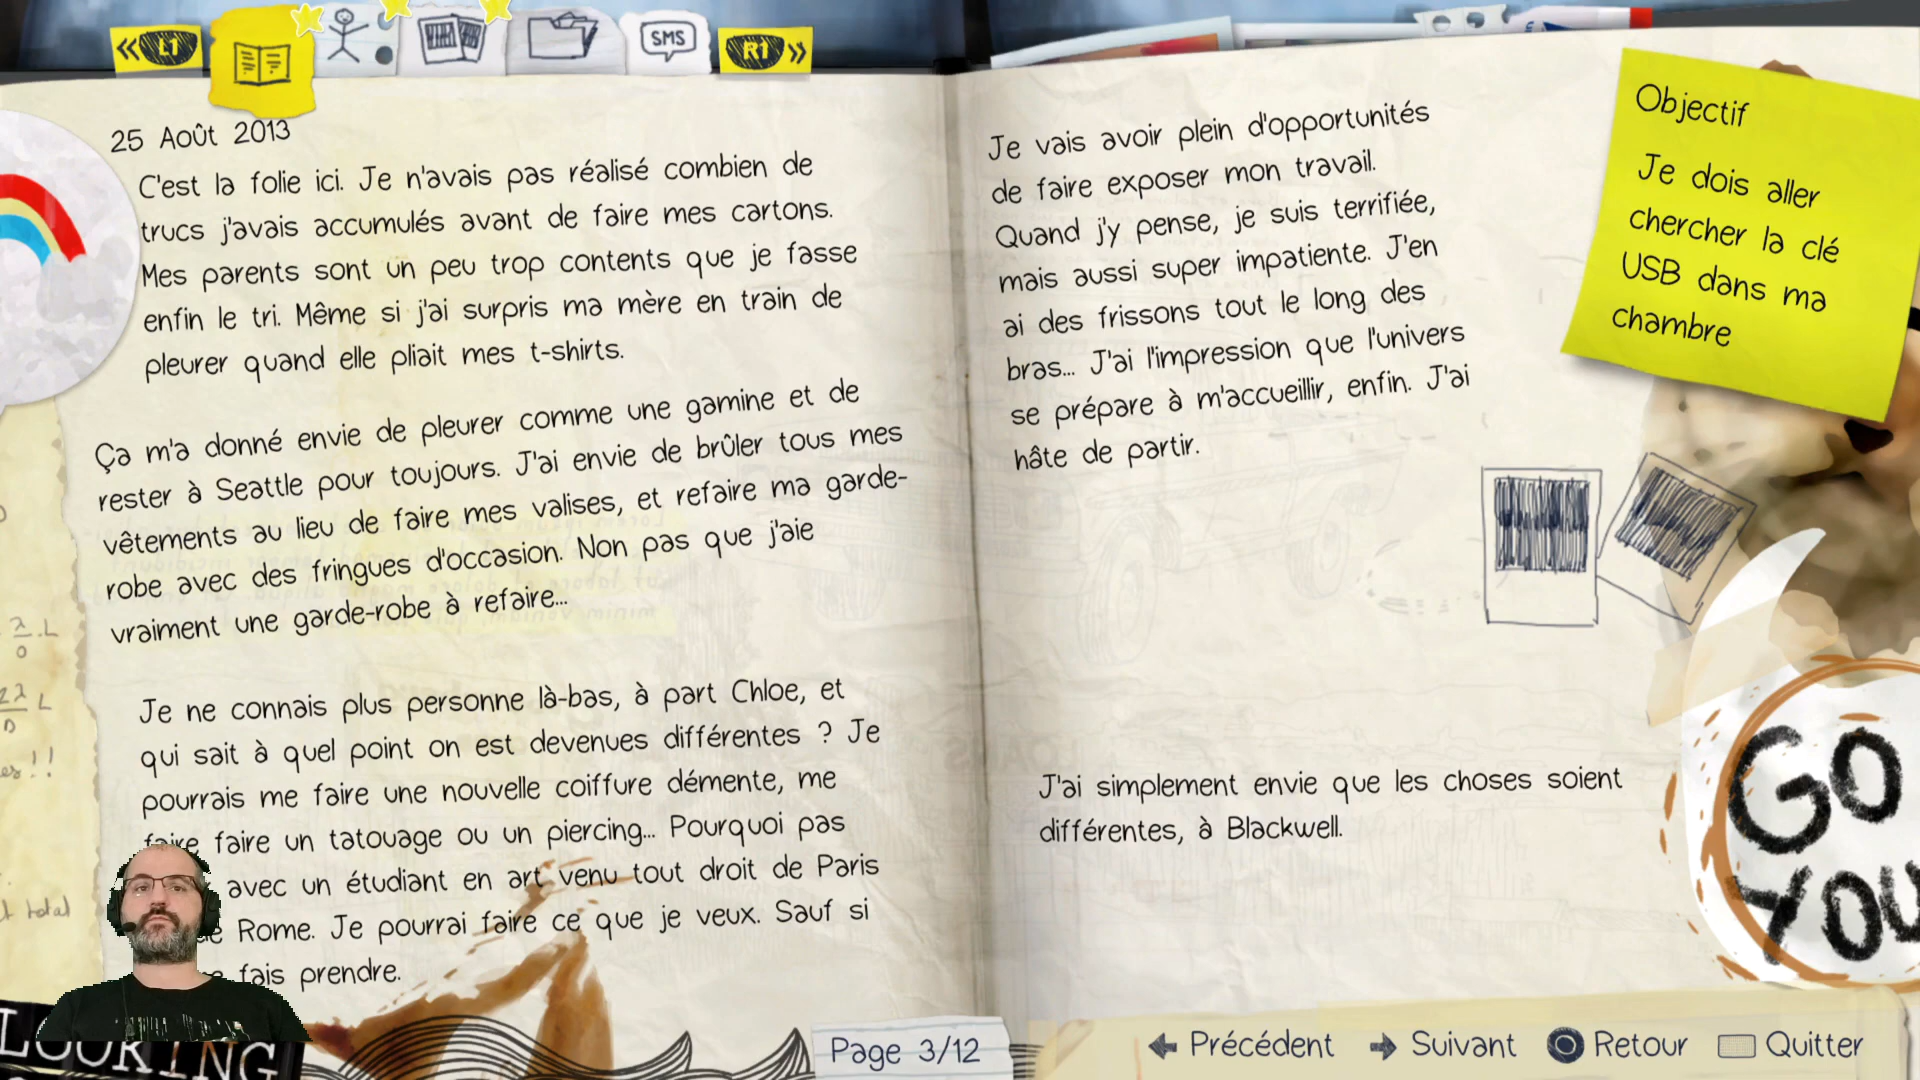 L1
SMS
R1
25 Août 2013
C'est la folie ici. Je n'avais pas réalisé combien de
trucs j'avais accumulés avant de faire mes cartons.
Mes parents sont un peu trop contents que je fasse
enfin le tri. Même si j'ai surpris ma mère en train de
pleurer quand elle pliait mes t-shirts.
Ça m'a donné envie de pleurer comme une gamine et de
rester à Seattle pour toujours. J'ai envie de brûler tous mes
vêtements au lieu de faire mes valises, et refaire ma garde-
robe avec des fringues d'occasion. Non pas que j'aie
vraiment une garde-robe à refaire...
Je ne connais plus personne là-bas, à part Chloe, et
qui sait à quel point on est devenues différentes ? Je
pourrais me faire une nouvelle coiffure démente, me
faire faire un tatouage ou un piercing... Pourquoi pas
avec un étudiant en art venu tout droit de Paris
Rome. Je pourrai faire ce que je veux. Sauf si
fais prendre.
Je vais avoir plein d'opportunités
de faire exposer mon travail.
Quand j'y pense, je suis terrifiée,
mais aussi super impatiente. J'en
ai des frissons tout le long des
bras... J'ai l'impression que l'univers
se prépare à m'accueillir, enfin. J'ai
hâte de partir.
J'ai simplement envie que les choses soient
différentes, à Blackwell.
Objectif
Je dois aller
chercher la clé
USB dans ma
chambre
GO
YOU
LOOKING
Page 3/12
Précédent
Suivant
Retour
Quitter